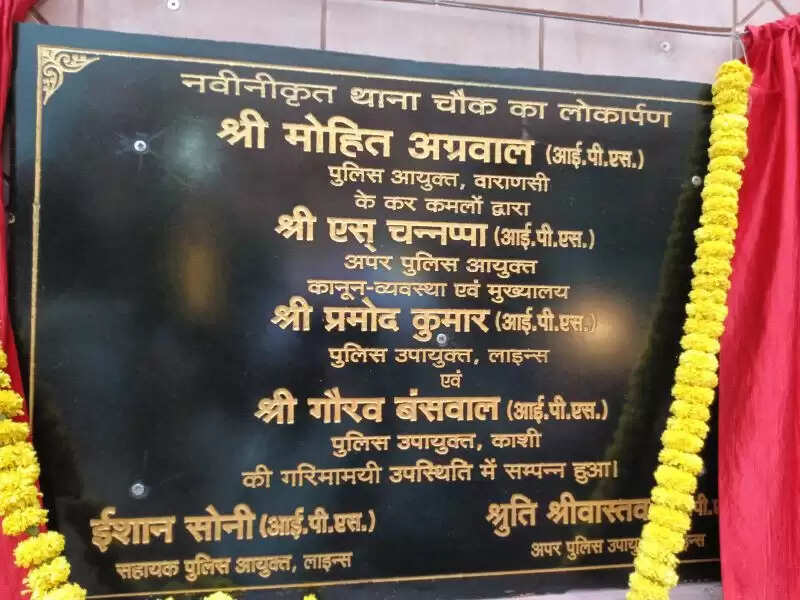 नवीनीकृत थाना चौक का लोकार्पण
श्री मोहित अग्रवाल (आई.पी.एस.)
पुलिस आयुक्त, वाराणसी
के कर कमलों द्वारा
श्री एस् चन्नप्पा (आई.पी.एस.)
अपर पुलिस आयुक्त
कानून-व्यवस्था एवं मुख्यालय
श्री प्रमोद कुमार (आई.पी.एस.)
पुलिस उपायुक्त, लाइन्स
एवं
श्री गौरव बंसवाल (आई.पी.एस.)
पुलिस उपायुक्त, काशी
की गरिमामयी उपस्थिति में सम्पन्न हुआ।
ईशान सोनी (आई.पी.एस.)
सहायक पुलिस आयुक्त, लाइन्स
श्रुति श्रीवास्तव
अपर पुलिस